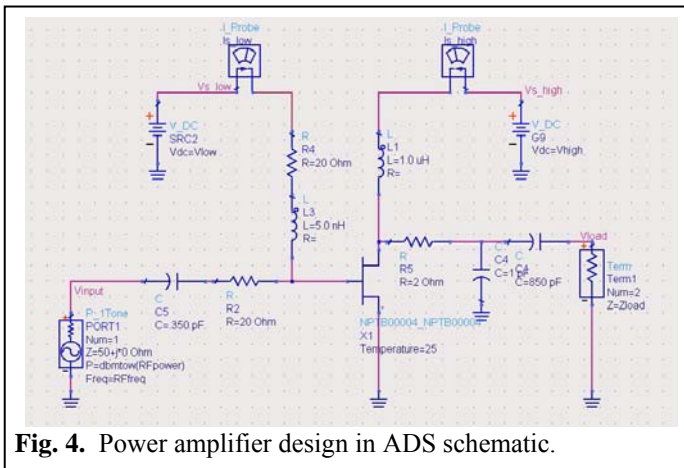 I_Probe
Is_low
I_Probe
Is_high
Vs_low
Vs_high
V_DC
SRC2
Vdc=Vlow
R
R4
R=20 Ohm
L
L1
L=1.0 uH
R=
V_DC
G9
Vdc=Vhigh
L
L3
L=5.0 nH
R=
Vinput
C
C5
C=.350 pF
R
R2
R=20 Ohm
R
R5
R=2 Ohm
C
C4
C
C=850 pF
Vload
Term
Term1
Num=2
Z=Zload
P_1Tone
PORT1
Num=1
Z=50+j*0 Ohm
P=dbmtow(RFpower)
Freq=RFfreq
NPTB00004_NPTB00004
X1
Temperature=25
Fig. 4. Power amplifier design in ADS schematic.